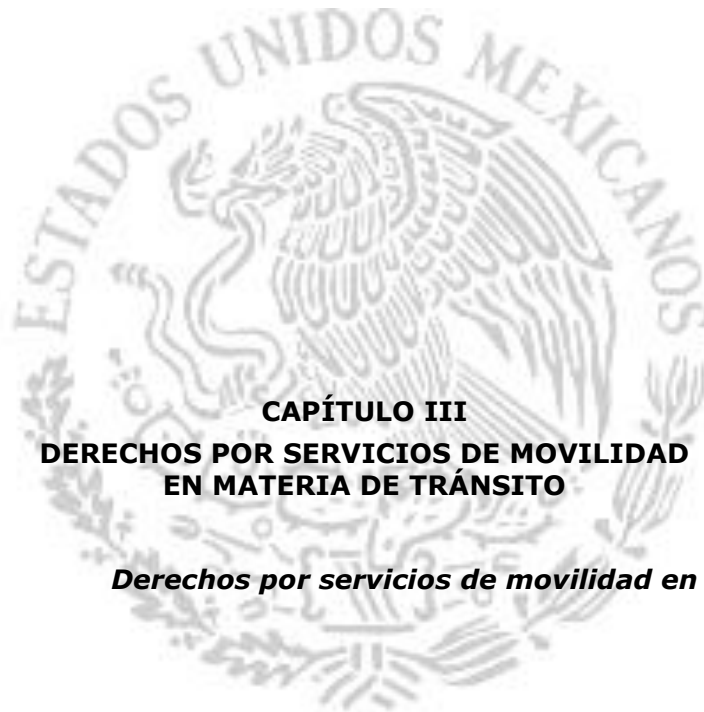 ESTADOS UNIDOS MEXICANOS
CAPÍTULO III
DERECHOS POR SERVICIOS DE MOVILIDAD
EN MATERIA DE TRÁNSITO
Derechos por servicios de movilidad en